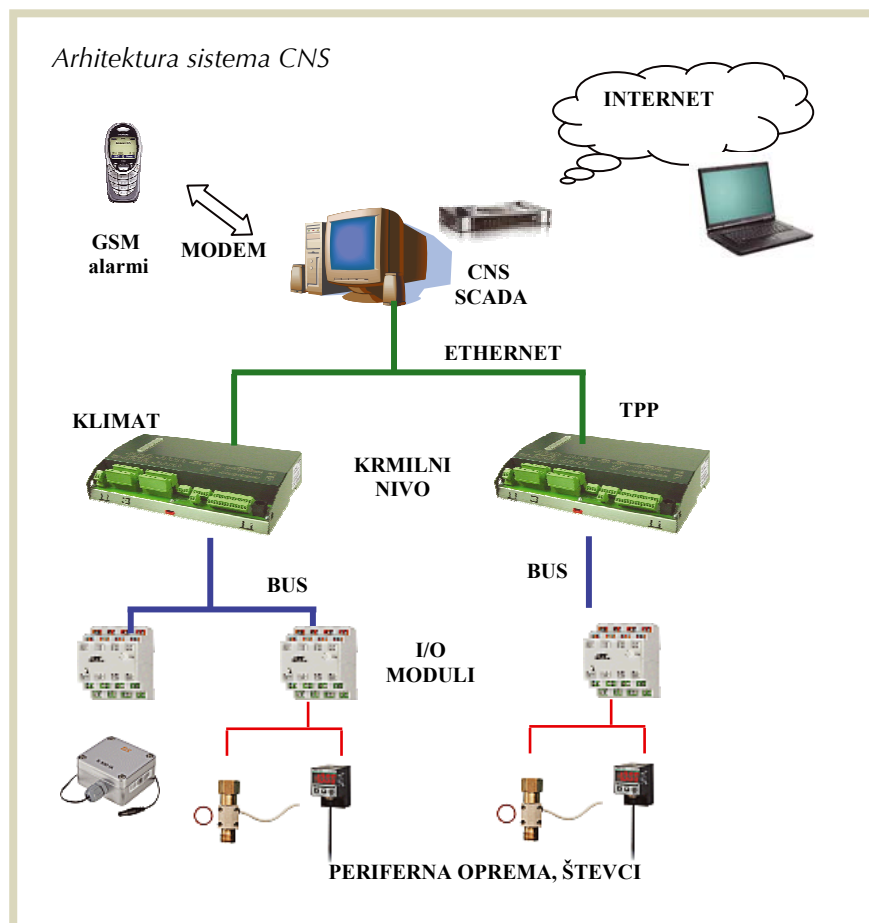 Arhitektura sistema CNS
INTERNET
GSM
alarmi
MODEM
CNS
SCADA
ETHERNET
KLIMAT
TPP
KRMILNI
NIVO
BUS
BUS
I/O
MODULI
PERIFERNA OPREMA, ŠTEVCI